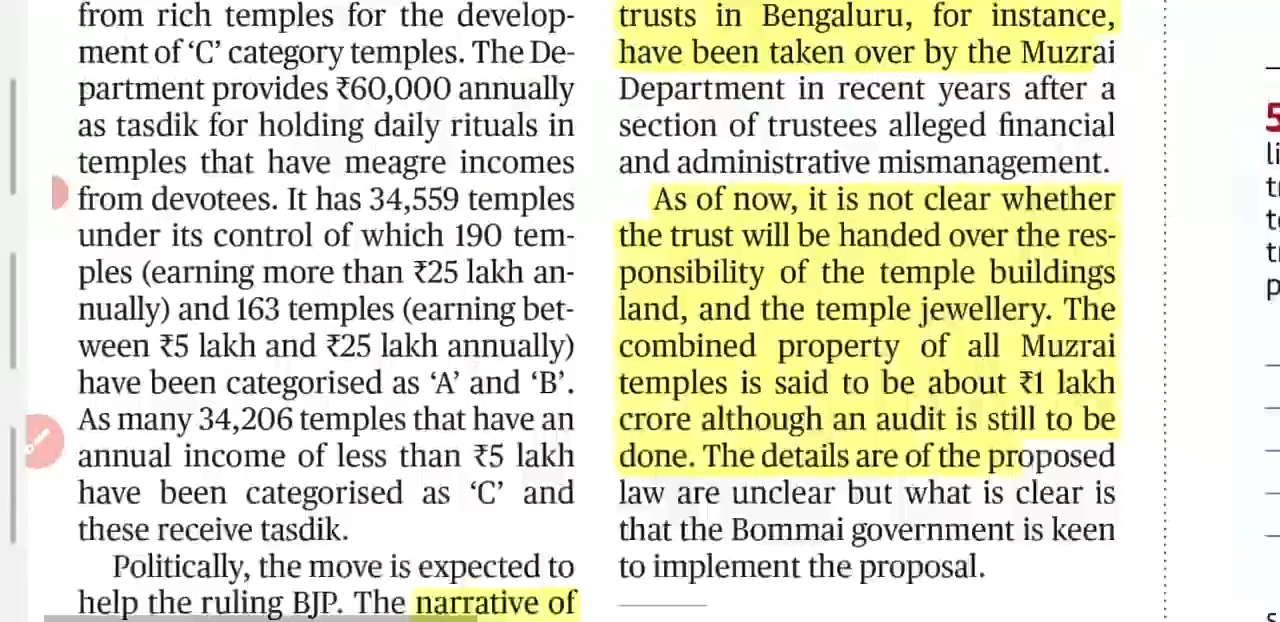 from rich temples for the develop-
ment of ‘C’ category temples. The De-
partment provides ₹60,000 annually
as tasdik for holding daily rituals in
temples that have meagre incomes
from devotees. It has 34,559 temples
under its control of which 190 tem-
ples (earning more than ₹25 lakh an-
nually) and 163 temples (earning bet-
ween ₹5 lakh and ₹25 lakh annually)
have been categorised as ‘A’ and ‘B’.
As many 34,206 temples that have an
annual income of less than ₹5 lakh
have been categorised as ‘C’ and
these receive tasdik.
Politically, the move is expected to
help the ruling BJP. The narrative of
trusts in Bengaluru, for instance,
have been taken over by the Muzrai
Department in recent years after a
section of trustees alleged financial
and administrative mismanagement.
As of now, it is not clear whether
the trust will be handed over the res-
ponsibility of the temple buildings
land, and the temple jewellery. The
combined property of all Muzrai
temples is said to be about ₹1 lakh
crore although an audit is still to be
done. The details are of the proposed
law are unclear but what is clear is
that the Bommai government is keen
to implement the proposal.